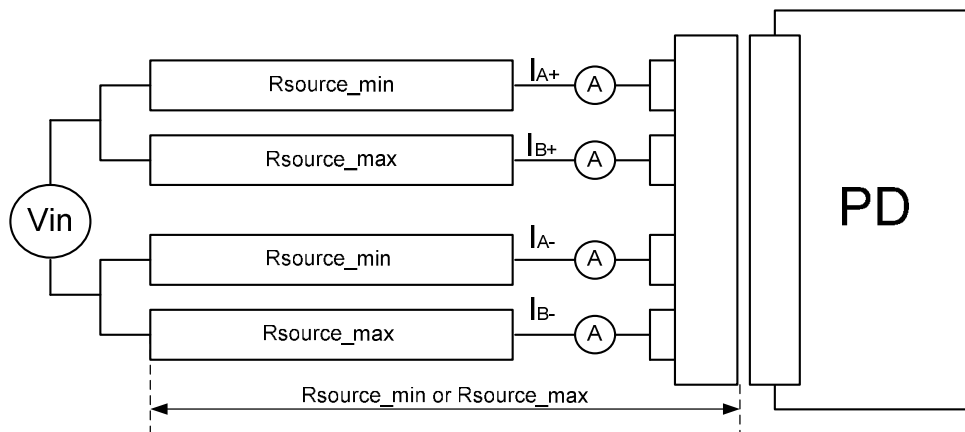 Rsource_min
IA+
A
Rsource_max
IB+
A
Vin
PD
Rsource_min
IA-
A
Rsource_max
IB-
A
Rsource_min or Rsource_max